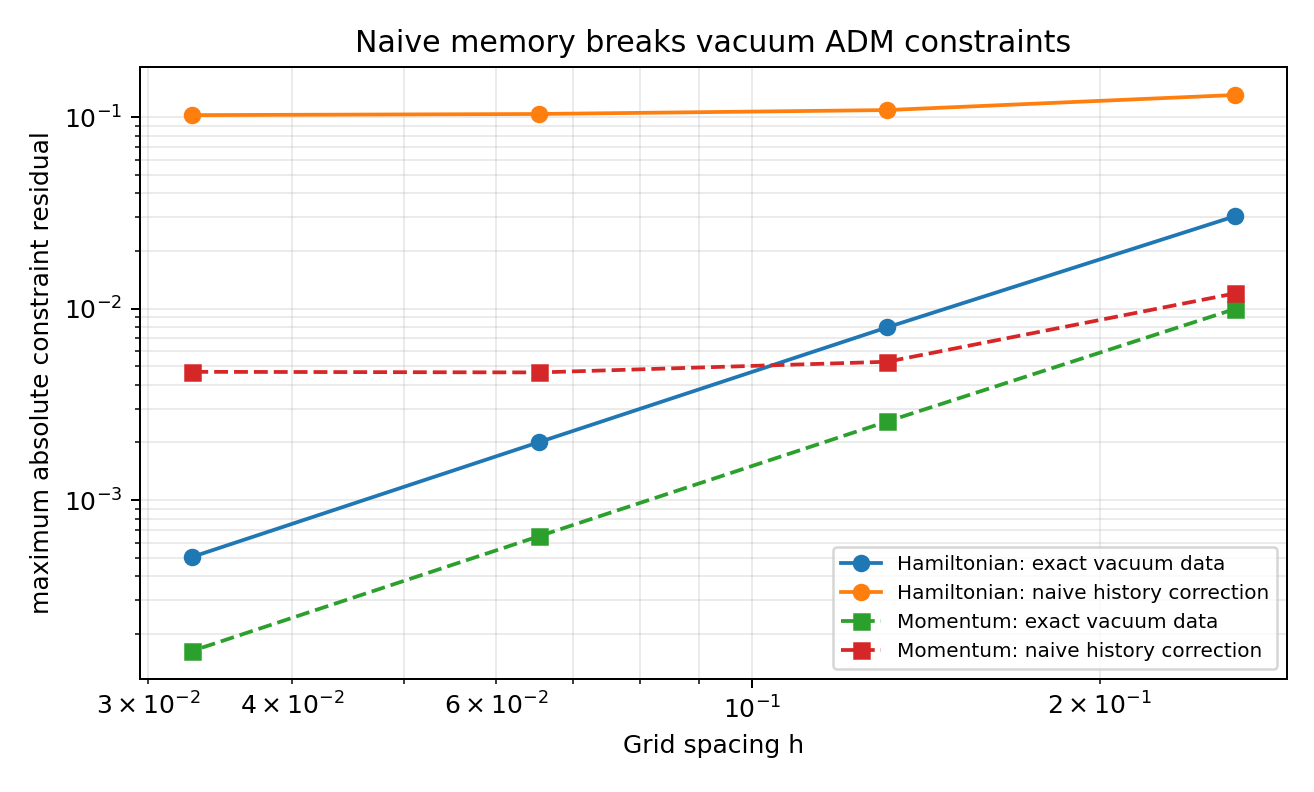 Naive memory breaks vacuum ADM constraints
maximum absolute constraint residual
10⁻¹
10⁻²
10⁻³
Hamiltonian: exact vacuum data
Hamiltonian: naive history correction
Momentum: exact vacuum data
Momentum: naive history correction
3 × 10⁻² 4 × 10⁻² 6 × 10⁻² 10⁻¹ 2 × 10⁻¹
Grid spacing h